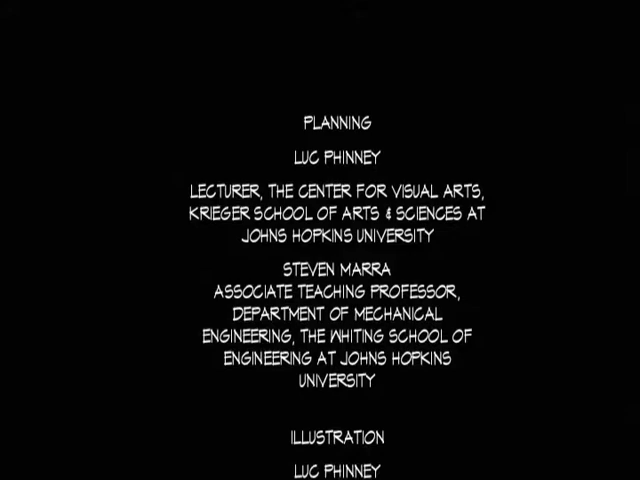 PLANNING
LUC PHINNEY
LECTURER, THE CENTER FOR VISUAL ARTS,
KRIEGER SCHOOL OF ARTS & SCIENCES AT
JOHNS HOPKINS UNIVERSITY
STEVEN MARRA
ASSOCIATE TEACHING PROFESSOR,
DEPARTMENT OF MECHANICAL
ENGINEERING, THE WHITING SCHOOL OF
ENGINEERING AT JOHNS HOPKINS
UNIVERSITY
ILLUSTRATION
LUC PHINNEY